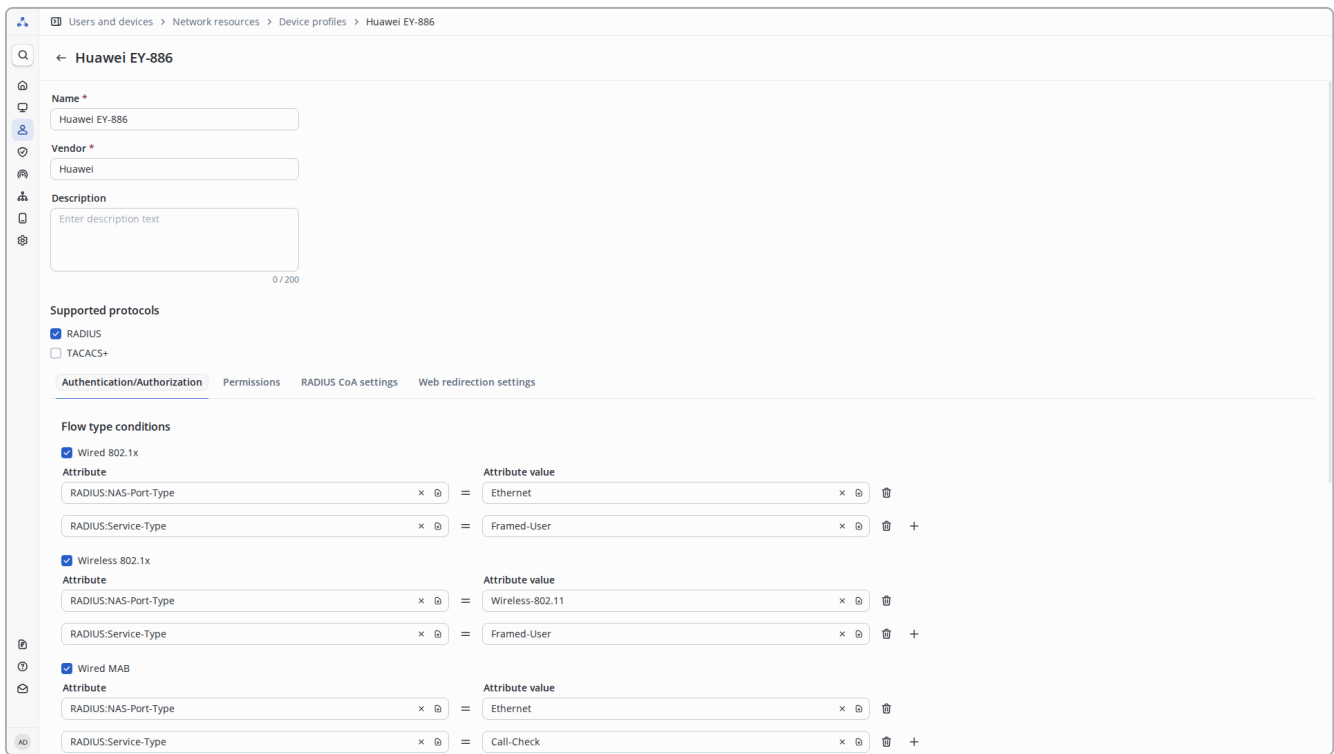 Users and devices > Network resources > Device profiles > Huawei EY-886
Huawei EY-886
Name *
Huawei EY-886
Vendor *
Huawei
Description
Enter description text
0 / 200
Supported protocols
RADIUS
TACACS+
Authentication/Authorization Permissions RADIUS CoA settings Web redirection settings
Flow type conditions
Wired 802.1x
Attribute Attribute value
RADIUS:NAS-Port-Type = Ethernet
RADIUS:Service-Type = Framed-User
Wireless 802.1x
Attribute Attribute value
RADIUS:NAS-Port-Type = Wireless-802.11
RADIUS:Service-Type = Framed-User
Wired MAB
Attribute Attribute value
RADIUS:NAS-Port-Type = Ethernet
AD RADIUS:Service-Type = Call-Check